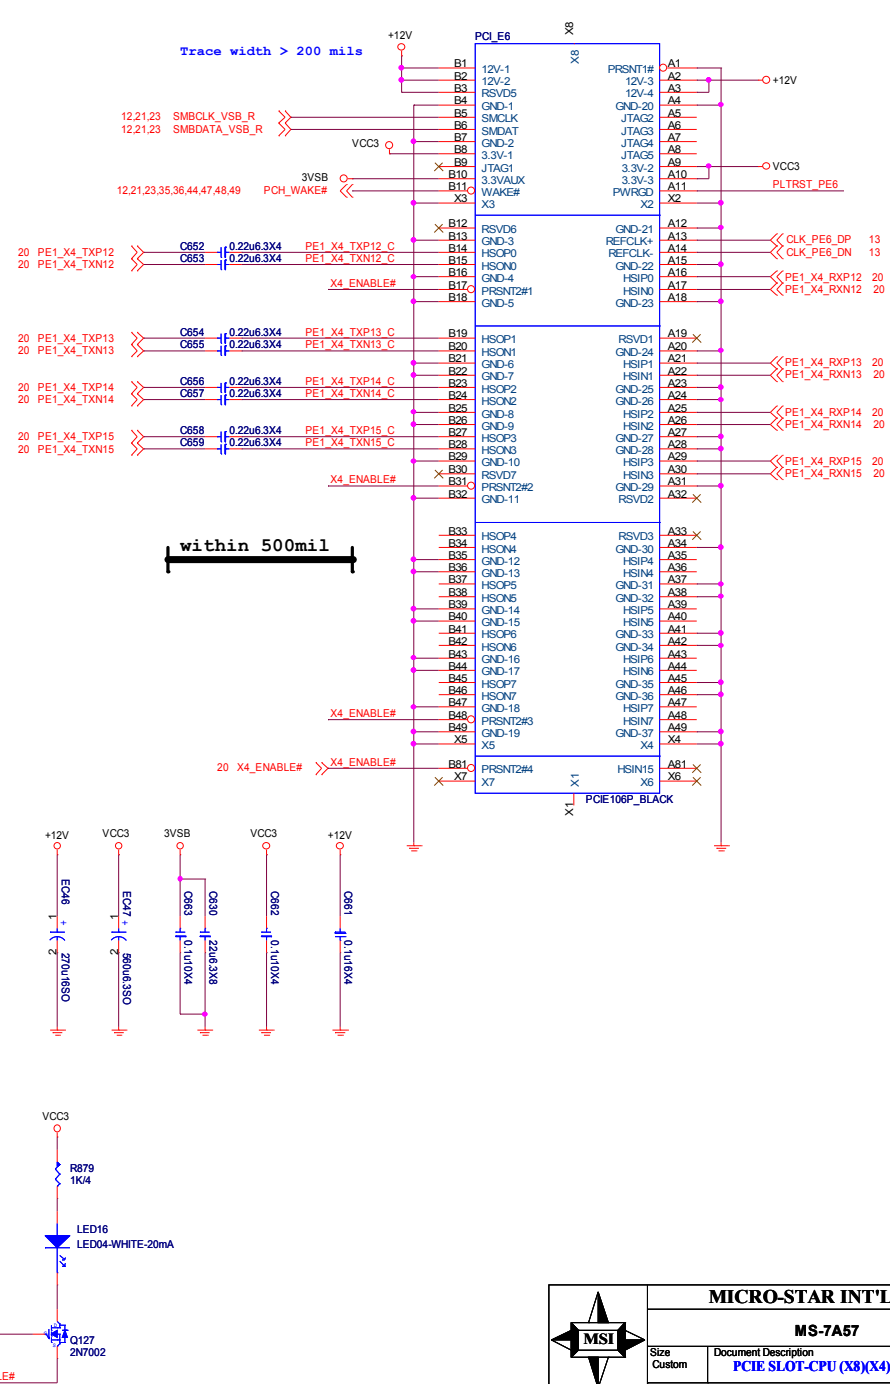 X8
+12V
PCI_E6
Trace width > 200 mils
X8
B1 12V-1 PRSNT1# A1
B2 12V-2 12V-3 A2 +12V
B3 RSVD5 12V-4 A3
B4 GND-1 GND-20 A4
12,21,23 SMBCLK_VSB_R B5 SMCLK JTAG2 A5
12,21,23 SMBDATA_VSB_R B6 SMDAT JTAG3 A6
B7 GND-2 JTAG4 A7
VCC3 B8 3.3V-1 JTAG5 A8
B9 JTAG1 3.3V-2 A9 VCC3
3VSB B10 3.3VAUX 3.3V-3 A10
12,21,23,35,36,44,47,48,49 PCH_WAKE# B11 WAKE# PWRGD A11 PLTRST_PE6
X3 X3 X2 X2
B12 RSVD6 GND-21 A12
B13 GND-3 REFCLK+ A13 CLK_PE6_DP 13
20 PE1_X4_TXP12 C652 0.22u6.3X4 PE1_X4_TXP12_C B14 HSOP0 REFCLK- A14 CLK_PE6_DN 13
20 PE1_X4_TXN12 C653 0.22u6.3X4 PE1_X4_TXN12_C B15 HSON0 GND-22 A15
B16 GND-4 HSIP0 A16 PE1_X4_RXP12 20
X4_ENABLE# B17 PRSNT2#1 HSIN0 A17 PE1_X4_RXN12 20
B18 GND-5 GND-23 A18
20 PE1_X4_TXP13 C654 0.22u6.3X4 PE1_X4_TXP13_C B19 HSOP1 RSVD1 A19
20 PE1_X4_TXN13 C655 0.22u6.3X4 PE1_X4_TXN13_C B20 HSON1 GND-24 A20
B21 GND-6 HSIP1 A21 PE1_X4_RXP13 20
B22 GND-7 HSIN1 A22 PE1_X4_RXN13 20
20 PE1_X4_TXP14 C656 0.22u6.3X4 PE1_X4_TXP14_C B23 HSOP2 GND-25 A23
20 PE1_X4_TXN14 C657 0.22u6.3X4 PE1_X4_TXN14_C B24 HSON2 GND-26 A24
B25 GND-8 HSIP2 A25 PE1_X4_RXP14 20
B26 GND-9 HSIN2 A26 PE1_X4_RXN14 20
20 PE1_X4_TXP15 C658 0.22u6.3X4 PE1_X4_TXP15_C B27 HSOP3 GND-27 A27
20 PE1_X4_TXN15 C659 0.22u6.3X4 PE1_X4_TXN15_C B28 HSON3 GND-28 A28
B29 GND-10 HSIP3 A29 PE1_X4_RXP15 20
B30 RSVD7 HSIN3 A30 PE1_X4_RXN15 20
X4_ENABLE# B31 PRSNT2#2 GND-29 A31
B32 GND-11 RSVD2 A32
B33 HSOP4 RSVD3 A33
within 500mil B34 HSON4 GND-30 A34
B35 GND-12 HSIP4 A35
B36 GND-13 HSIN4 A36
B37 HSOP5 GND-31 A37
B38 HSON5 GND-32 A38
B39 GND-14 HSIP5 A39
B40 GND-15 HSIN5 A40
B41 HSOP6 GND-33 A41
B42 HSON6 GND-34 A42
B43 GND-16 HSIP6 A43
B44 GND-17 HSIN6 A44
B45 HSOP7 GND-35 A45
B46 HSON7 GND-36 A46
B47 GND-18 HSIP7 A47
X4_ENABLE# B48 PRSNT2#3 HSIN7 A48
B49 GND-19 GND-37 A49
X5 X5 X4 X4
20 X4_ENABLE# X4_ENABLE# B81 PRSNT2#4 HSIN15 A81
X7 X7 X1 X6 X6
X1 PCIE106P_BLACK
+12V VCC3 3VSB VCC3 +12V
EC46 1 + 2 270u16SO
EC47 1 + 2 560u6.3SO
C663 0.1u10X4
C630 22u6.3X8
C662 0.1u10X4
C661 0.1u16X4
VCC3
R879
1K/4
LED16
LED04-WHITE-20mA
Q127
2N7002
LE#
MICRO-STAR INT'L
MSI
MS-7A57
Size Document Description
Custom PCIE SLOT-CPU (X8)(X4)